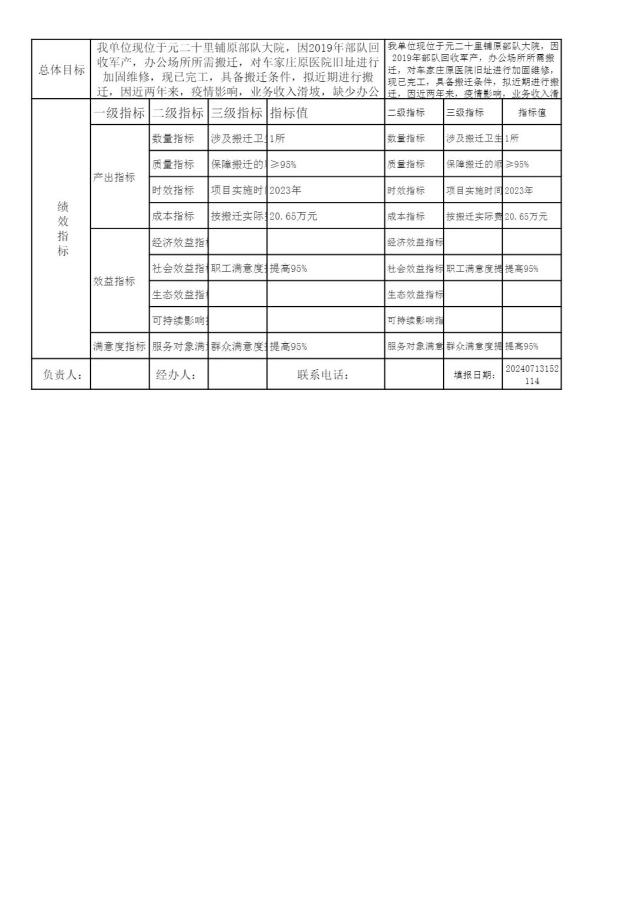 总体目标
我单位现位于元二十里铺原部队大院，因2019年部队回
收军产，办公场所所需搬迁，对车家庄原医院旧址进行
加固维修，现已完工，具备搬迁条件，拟近期进行搬
迁，因近两年来，疫情影响，业务收入滑坡，缺少办公
我单位现位于元二十里铺原部队大院，因
2019年部队回收军产，办公场所所需搬
迁，对车家庄原医院旧址进行加固维修，
现已完工，具备搬迁条件，拟近期进行搬
迁，因近两年来，疫情影响，业务收入滑
绩效指标
一级指标 二级指标 三级指标 指标值 二级指标 三级指标 指标值
产出指标
数量指标 涉及搬迁卫 1所 数量指标 涉及搬迁卫生 1所
质量指标 保障搬迁的 ≥95% 质量指标 保障搬迁的顺 ≥95%
时效指标 项目实施时 2023年 时效指标 项目实施时间 2023年
成本指标 按搬迁实际 20.65万元 成本指标 按搬迁实际费 20.65万元
效益指标
经济效益指 经济效益指标
社会效益指 职工满意度 提高95% 社会效益指标 职工满意度提 提高95%
生态效益指 生态效益指标
可持续影响 可持续影响指
满意度指标 服务对象满 群众满意度 提高95% 服务对象满意 群众满意度提 提高95%
负责人： 经办人： 联系电话： 填报日期： 20240713152
114